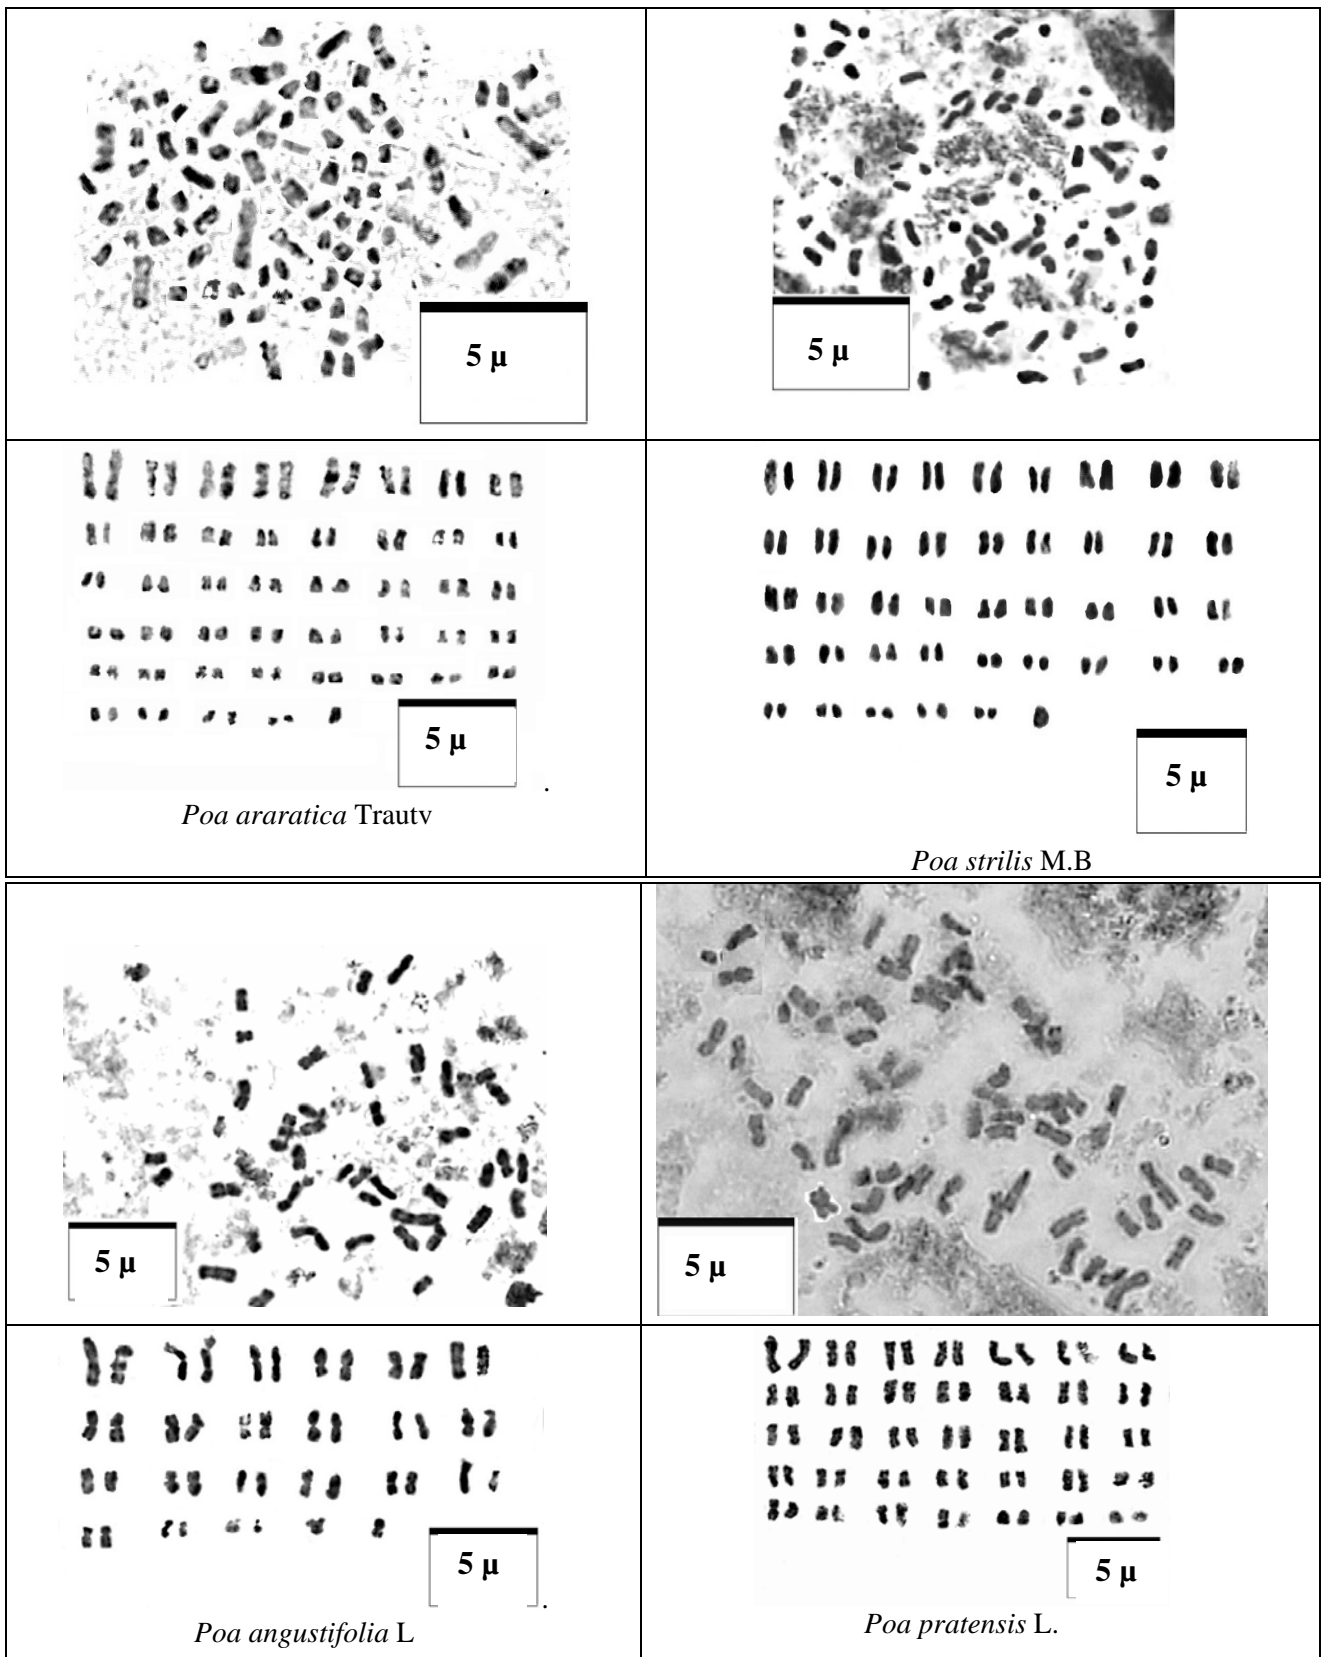 5 µ
5 µ
5 µ
5 µ
Poa araratica Trautv
.
Poa strilis M.B
5 µ
5 µ
5 µ
5 µ
Poa angustifolia L
.
Poa pratensis L.